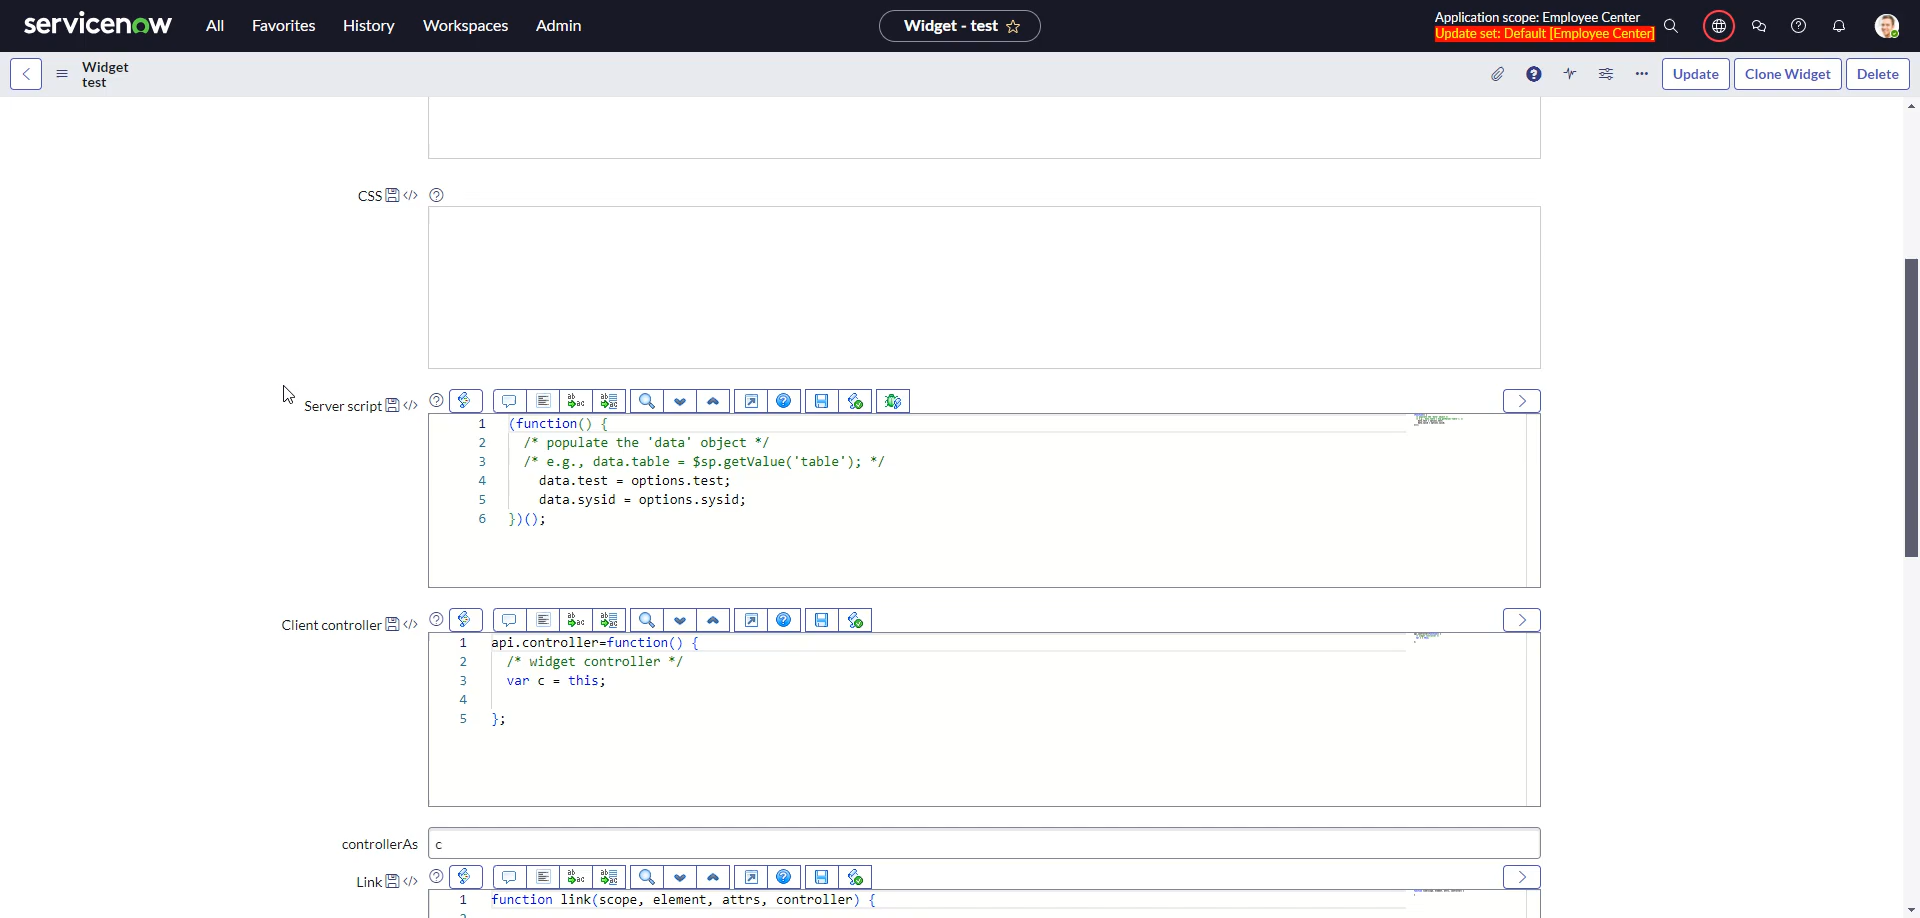 servicenow All Favorites History Workspaces Admin Widget - test Application scope: Employee Center
Update set: Default [Employee Center]
Widget
test
Update Clone Widget Delete
CSS
Server script
1 (function() {
2 /* populate the 'data' object */
3 /* e.g., data.table = $sp.getValue('table'); */
4 data.test = options.test;
5 data.sysid = options.sysid;
6 })();
Client controller
1 api.controller=function() {
2 /* widget controller */
3 var c = this;
4
5 };
controllerAs c
Link
1 function link(scope, element, attrs, controller) {